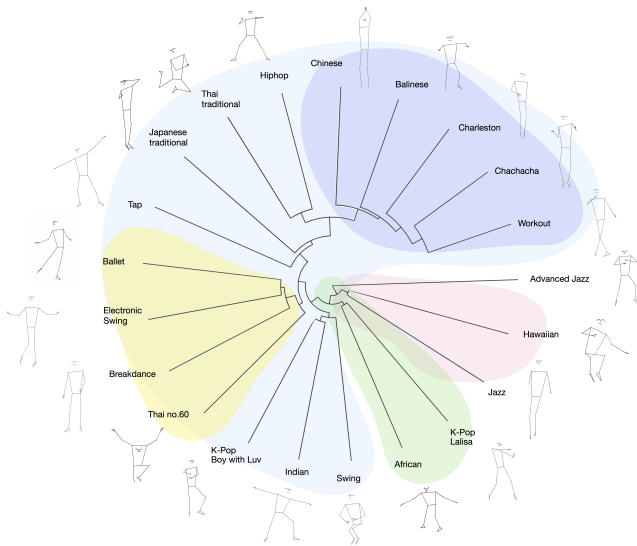 Chinese
Hiphop
Balinese
Thai
traditional
Charleston
Japanese
traditional
Chachacha
Tap
Workout
Ballet
Advanced Jazz
Electronic
Swing
Hawaiian
Breakdance
Jazz
Thai no.60
K-Pop
Lalisa
K-Pop
Boy with Luv
African
Indian
Swing